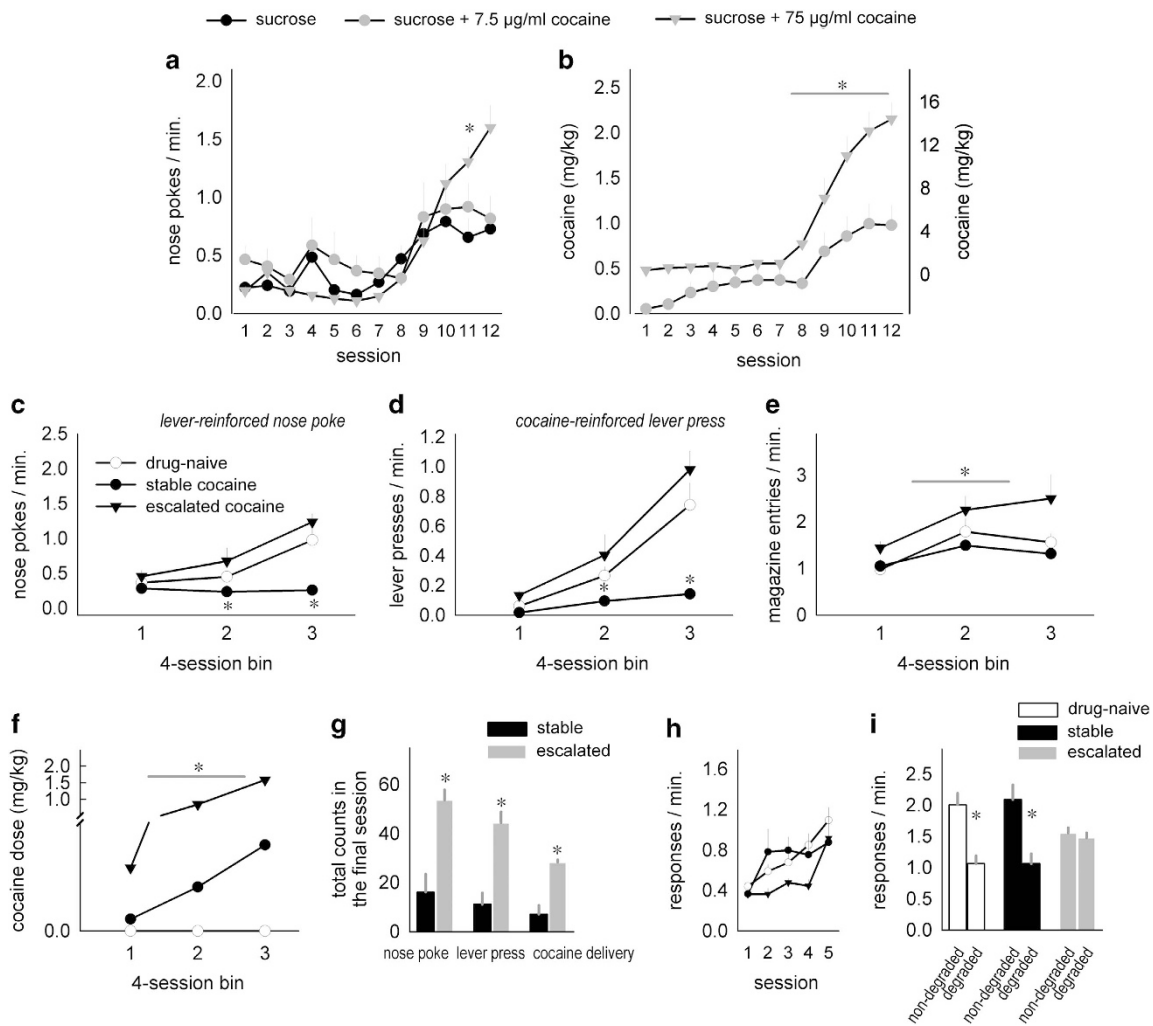 sucrose sucrose + 7.5 µg/ml cocaine sucrose + 75 µg/ml cocaine
a
nose pokes / min.
2.0
1.5
1.0
0.5
0.0
*
1 2 3 4 5 6 7 8 9 10 11 12
session
b
cocaine (mg/kg)
2.5
2.0
1.5
1.0
0.5
0.0
*
16
12
8
4
0
cocaine (mg/kg)
1 2 3 4 5 6 7 8 9 10 11 12
session
c
lever-reinforced nose poke
nose pokes / min.
2.5
2.0
1.5
1.0
0.5
0.0
drug-naive
stable cocaine
escalated cocaine
* *
1 2 3
4-session bin
d
cocaine-reinforced lever press
lever presses / min.
1.2
1.0
0.8
0.6
0.4
0.2
0.0
* *
1 2 3
4-session bin
e
magazine entries / min.
3
2
1
0
*
1 2 3
4-session bin
f
cocaine dose (mg/kg)
2.0
1.5
1.0
0.0
*
1 2 3
4-session bin
g
stable
escalated
total counts in
the final session
60
40
20
0
* * *
nose poke lever press cocaine delivery
h
responses / min.
1.6
1.2
0.8
0.4
0.0
1 2 3 4 5
session
i
drug-naive
stable
escalated
responses / min.
2.5
2.0
1.5
1.0
0.5
0.0
* *
non-degraded
degraded
non-degraded
degraded
non-degraded
degraded